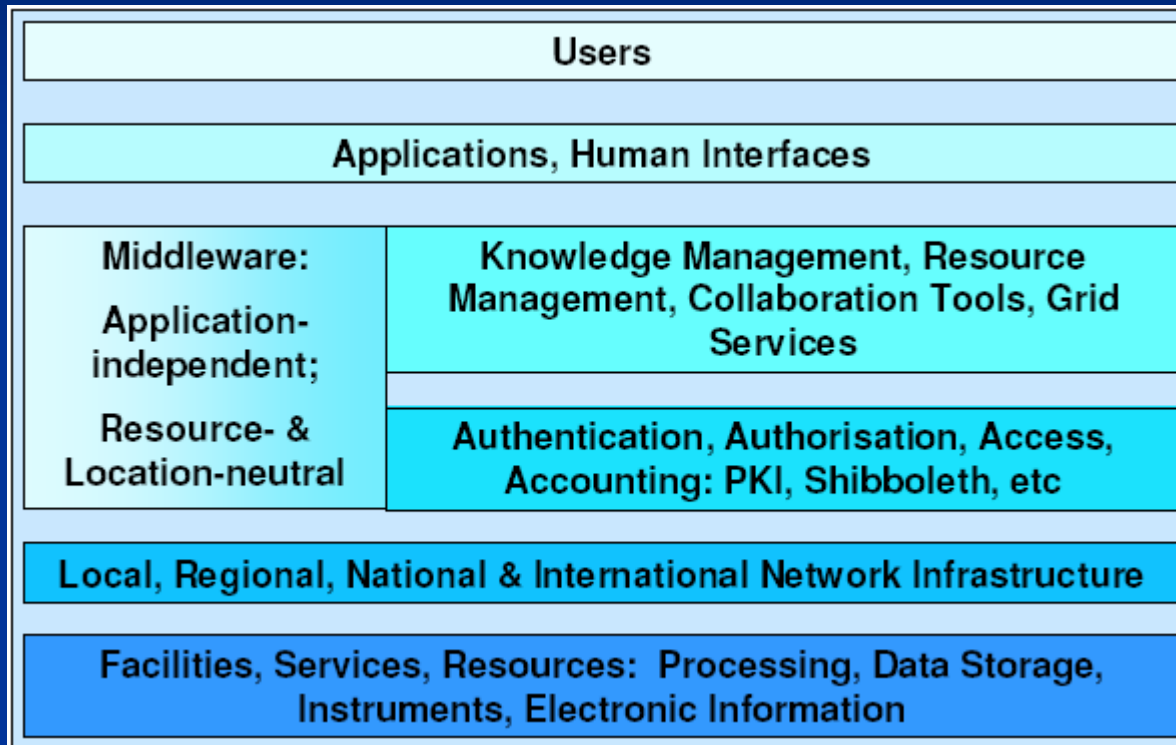 Users
Applications, Human Interfaces
Middleware:
Application-
independent;
Resource- &
Location-neutral
Knowledge Management, Resource
Management, Collaboration Tools, Grid
Services
Authentication, Authorisation, Access,
Accounting: PKI, Shibboleth, etc
Local, Regional, National & International Network Infrastructure
Facilities, Services, Resources: Processing, Data Storage,
Instruments, Electronic Information